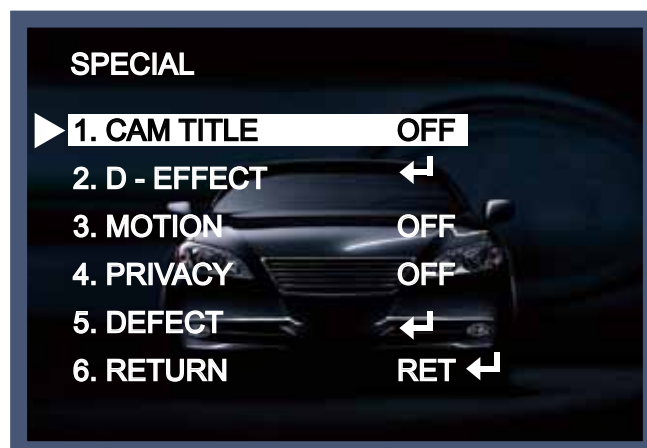 SPECIAL
1. CAM TITLE OFF
2. D - EFFECT ↵
3. MOTION OFF
4. PRIVACY OFF
5. DEFECT ↵
6. RETURN RET ↵